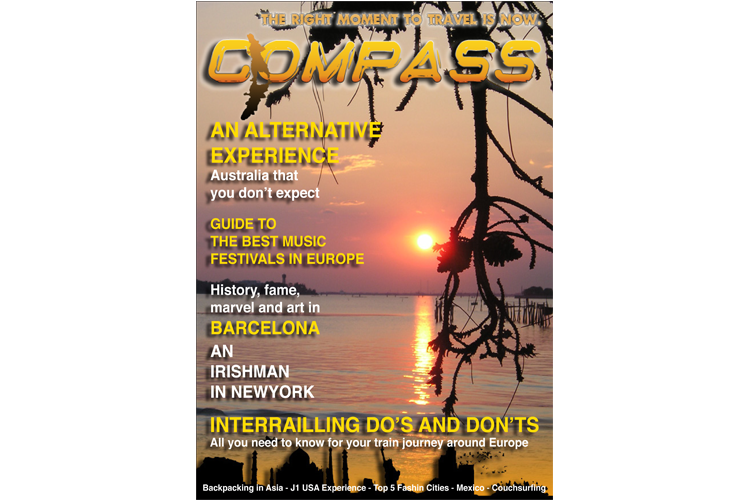 THE RIGHT MOMENT TO TRAVEL IS NOW.
COMPASS
AN ALTERNATIVE
EXPERIENCE
Australia that
you don't expect
GUIDE TO
THE BEST MUSIC
FESTIVALS IN EUROPE
History, fame,
marvel and art in
BARCELONA
AN
IRISHMAN
IN NEWYORK
INTERRAILLING DO'S AND DON'TS
All you need to know for your train journey around Europe
Backpacking in Asia - J1 USA Experience - Top 5 Fashin Cities - Mexico - Couchsurfing